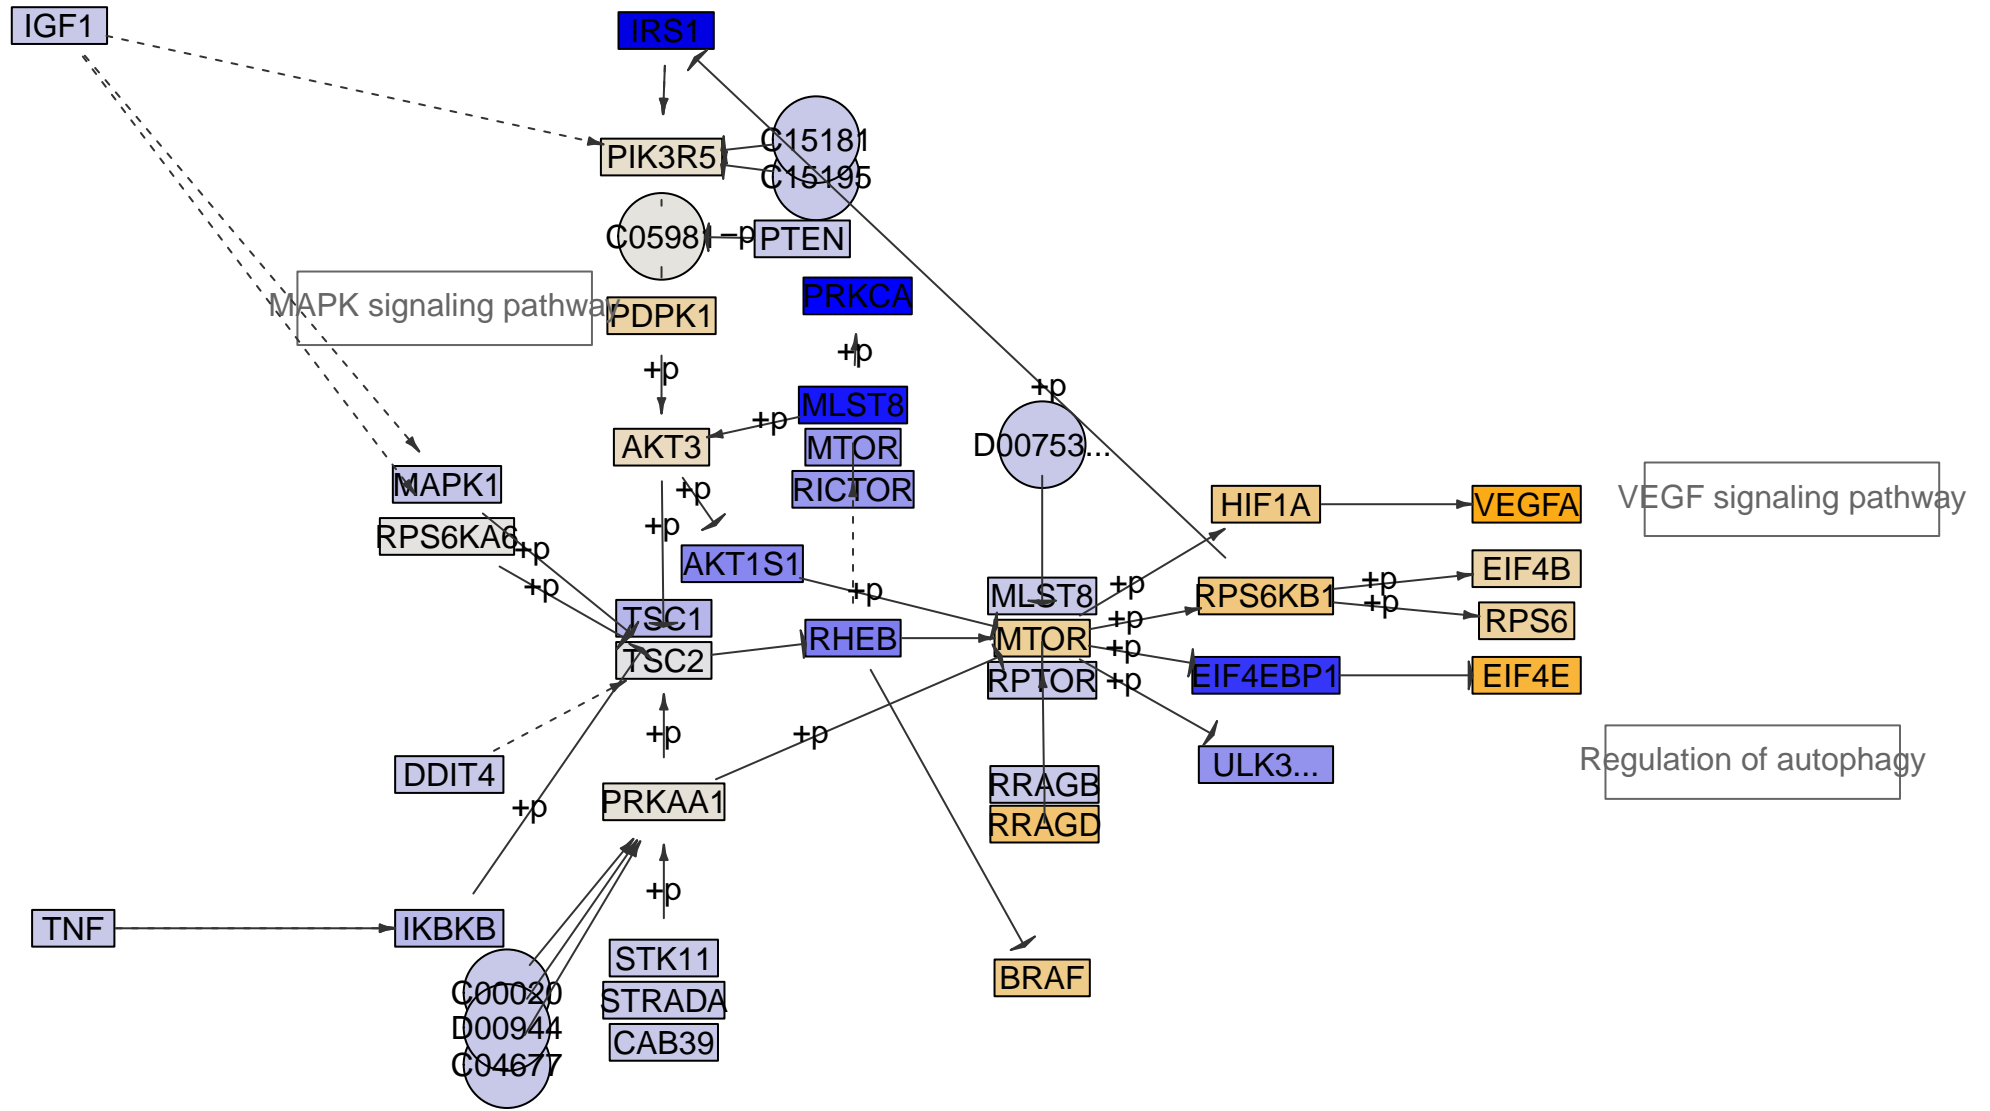 IGF1
IRS1
C15181
PIK3R5
C15195
C0598
-p
PTEN
PRKCA
MAPK signaling pathway
PDPK1
+p
+p
+p
MLST8
+p
AKT3
MTOR
D00753...
MAPK1
+p
RICTOR
HIF1A
VEGFA
VEGF signaling pathway
+p
RPS6KA6
+p
AKT1S1
EIF4B
+p
+p
+p
+p
MLST8
RPS6KB1
+p
TSC1
+p
RPS6
RHEB
MTOR
+p
TSC2
RPTOR
+p
EIF4EBP1
EIF4E
+p
+p
Regulation of autophagy
DDIT4
ULK3...
RRAGB
PRKAA1
+p
RRAGD
+p
TNF
IKBKB
STK11
BRAF
C00020
STRADA
D00944
CAB39
C04677